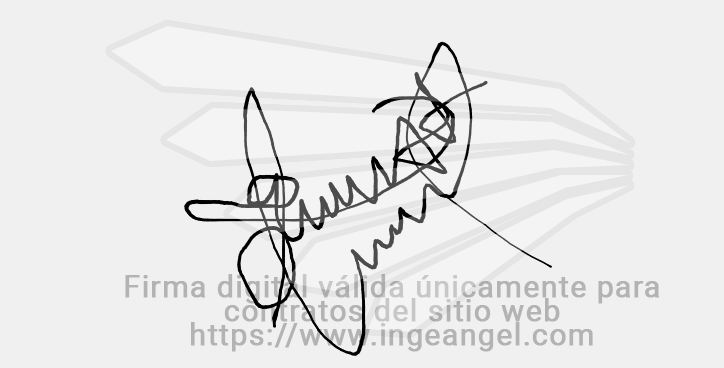 Firma digital válida únicamente para
contratos del sitio web
https://www.ingeangel.com